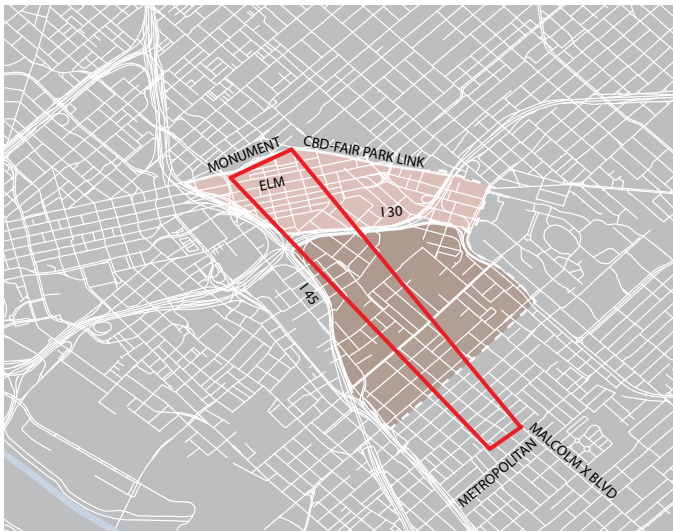 MONUMENT
CBD-FAIR PARK LINK
ELM
I 30
I 45
MALCOLM X BLVD
METROPOLITAN